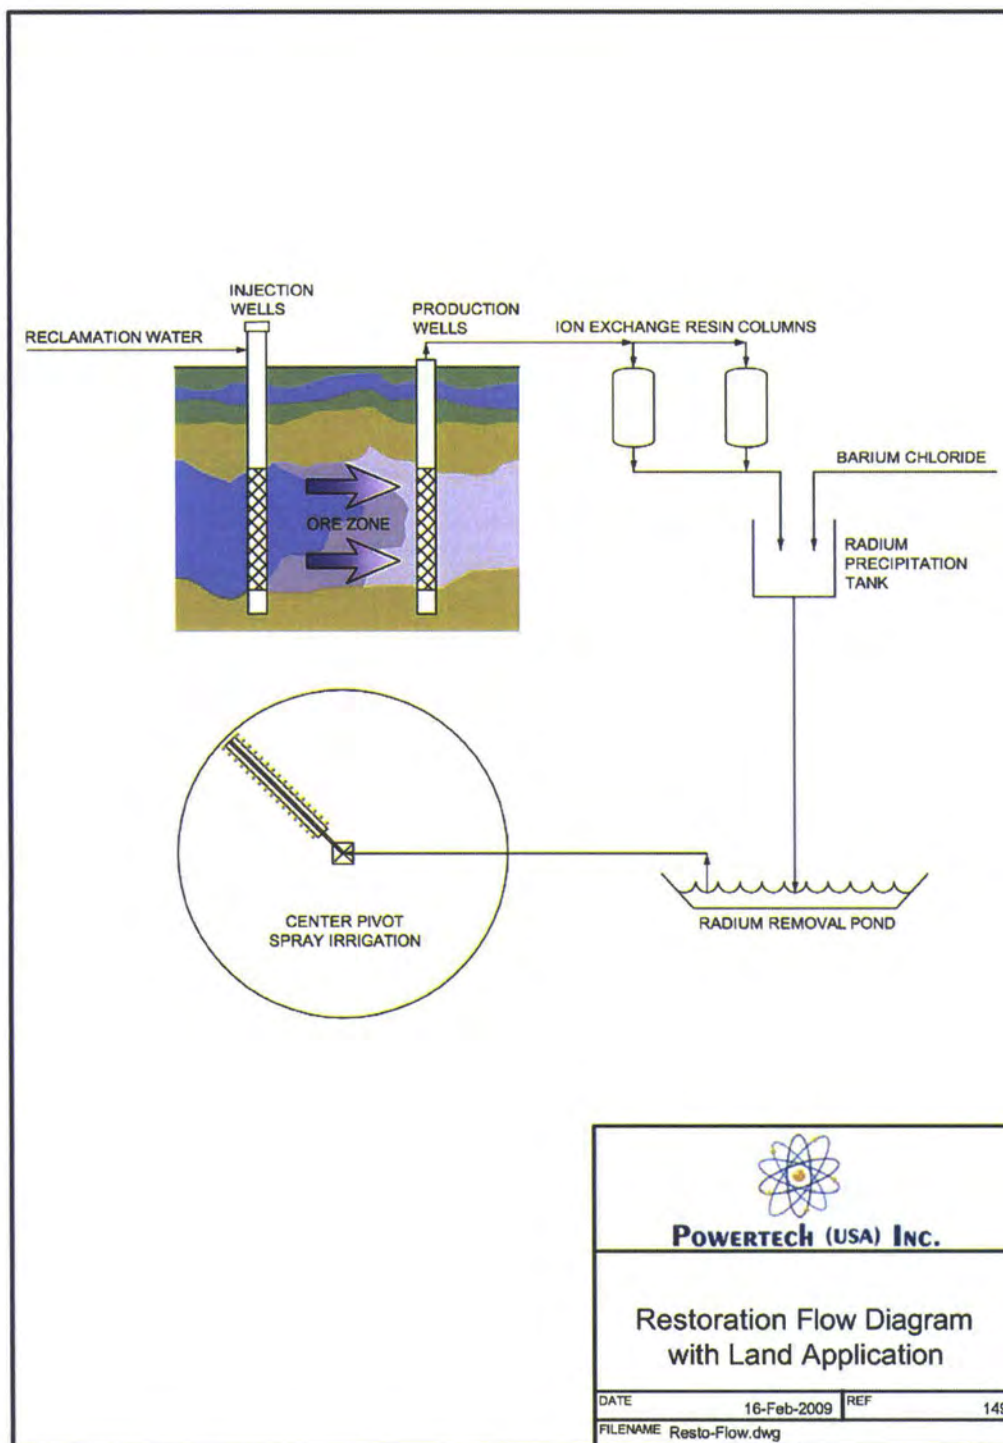 INJECTION
WELLS
RECLAMATION WATER
PRODUCTION
WELLS
ION EXCHANGE RESIN COLUMNS
BARIUM CHLORIDE
ORE ZONE
RADIUM
PRECIPITATION
TANK
CENTER PIVOT
SPRAY IRRIGATION
RADIUM REMOVAL POND
POWERTECH (USA) INC.
Restoration Flow Diagram
with Land Application
DATE 16-Feb-2009 REF 149
FILENAME Resto-Flow.dwg